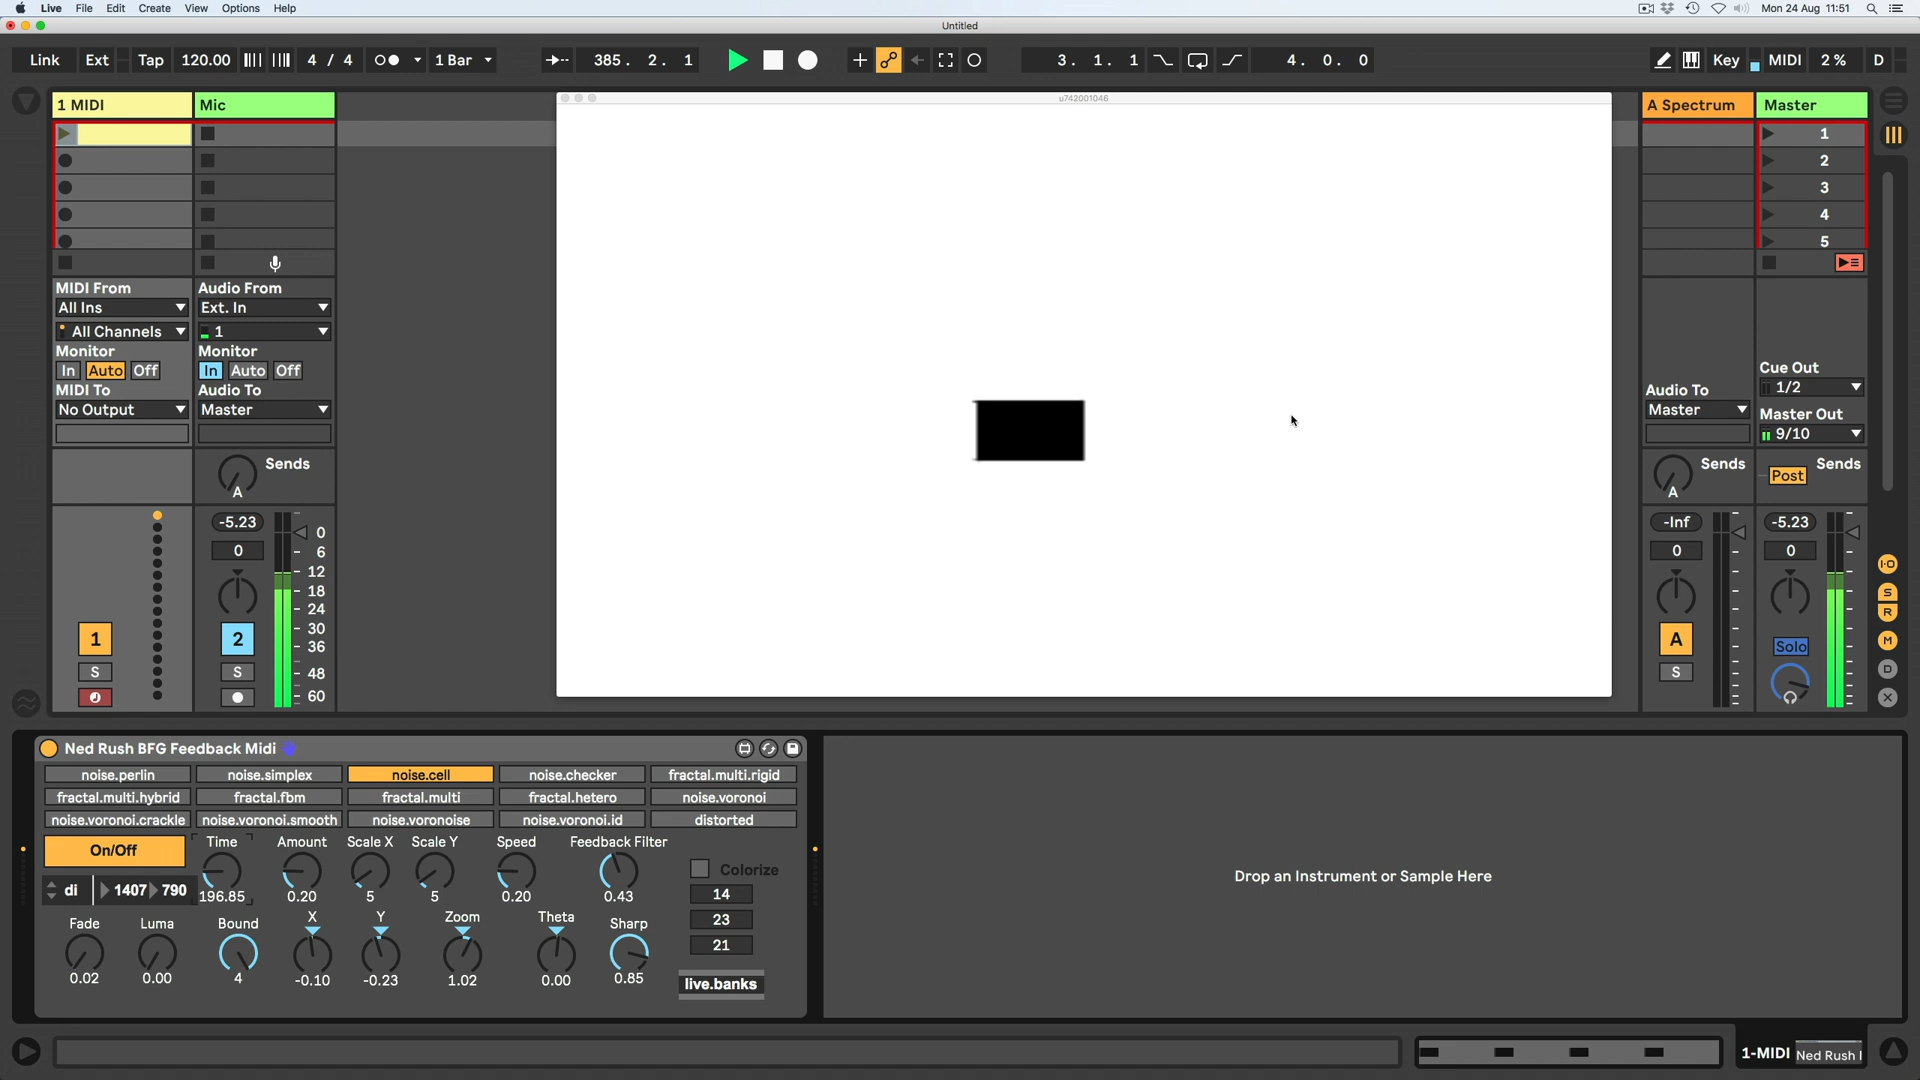 Live File Edit Create View Options Help Mon 24 Aug 11:51
Untitled
Link Ext Tap 120.00 4 / 4 1 Bar 385. 2. 1 3. 1. 1 4. 0. 0 Key MIDI 2 % D
1 MIDI Mic u742001046 A Spectrum Master
1
2
3
4
5
MIDI From Audio From
All Ins Ext. In
All Channels 1
Monitor Monitor
In Auto Off In Auto Off
MIDI To Audio To
No Output Master
Cue Out
1/2
Audio To
Master
Master Out
9/10
Sends Sends Sends
A A Post
-5.23 0 -Inf -5.23
0 6 0 0
12
18
24
30
36
48
60
1 2 A Solo
S S S
I·O
S
R
M
D
X
Ned Rush BFG Feedback Midi
noise.perlin noise.simplex noise.cell noise.checker fractal.multi.rigid
fractal.multi.hybrid fractal.fbm fractal.multi fractal.hetero noise.voronoi
noise.voronoi.crackle noise.voronoi.smooth noise.voronoise noise.voronoi.id distorted
On/Off Time Amount Scale X Scale Y Speed Feedback Filter Colorize
di 1407 790 196.85 0.20 5 5 0.20 0.43 14
23
21
Fade Luma Bound X Y Zoom Theta Sharp
0.02 0.00 4 -0.10 -0.23 1.02 0.00 0.85
live.banks
Drop an Instrument or Sample Here
1-MIDI Ned Rush